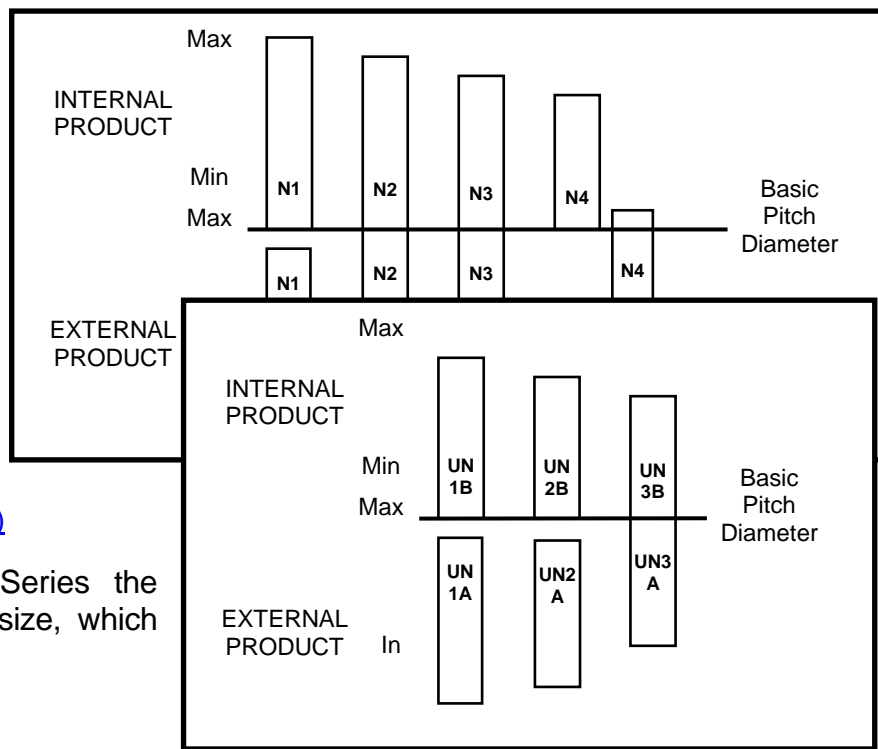 Max
INTERNAL
PRODUCT
Min
Max
N1
N2
N3
N4
Basic
Pitch
Diameter
N1
N2
N3
N4
EXTERNAL
PRODUCT
Max
INTERNAL
PRODUCT
Min
Max
UN
1B
UN
2B
UN
3B
Basic
Pitch
Diameter
UN
1A
UN2
A
UN3
A
EXTERNAL
PRODUCT
In
)
Series the
size, which